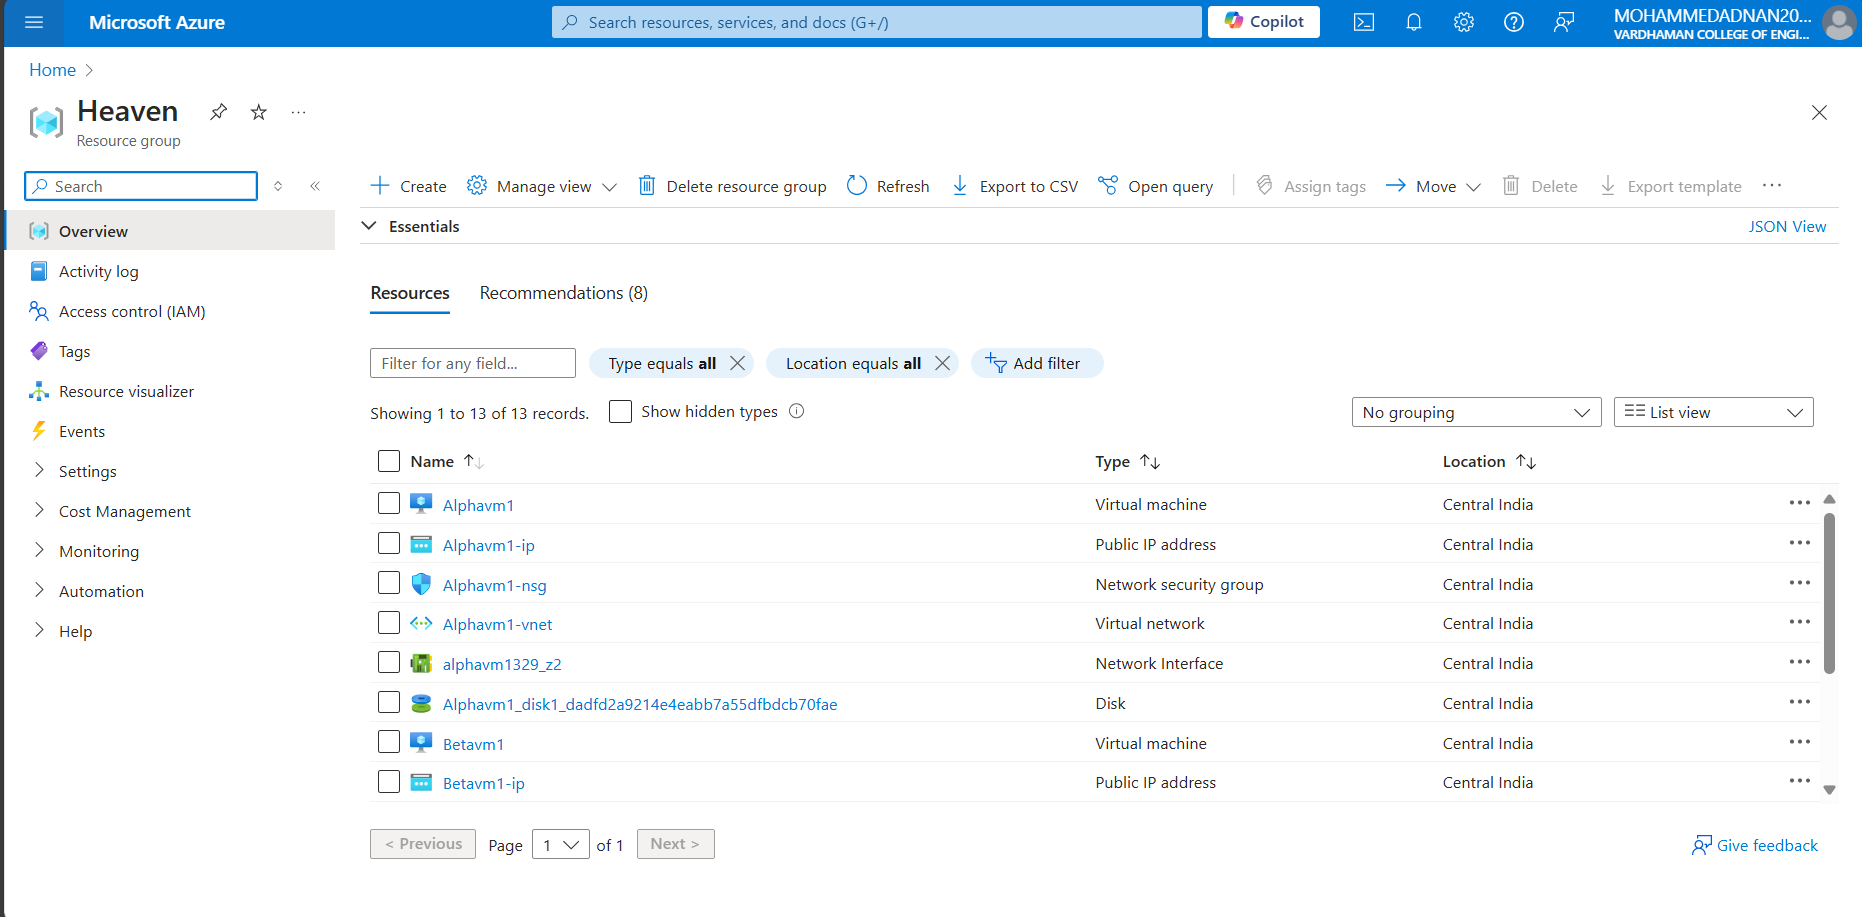 Microsoft Azure
Search resources, services, and docs (G+/)
Copilot
MOHAMMEDADNAN20...
VARDHAMAN COLLEGE OF ENGI...
Home
Heaven
Resource group
Search
Create
Manage view
Delete resource group
Refresh
Export to CSV
Open query
Assign tags
Move
Delete
Export template
Overview
Activity log
Access control (IAM)
Tags
Resource visualizer
Events
Settings
Cost Management
Monitoring
Automation
Help
Essentials
JSON View
Resources
Recommendations (8)
Filter for any field...
Type equals all
Location equals all
Add filter
Showing 1 to 13 of 13 records.
Show hidden types
No grouping
List view
Name Type Location
Alphavm1 Virtual machine Central India
Alphavm1-ip Public IP address Central India
Alphavm1-nsg Network security group Central India
Alphavm1-vnet Virtual network Central India
alphavm1329_z2 Network Interface Central India
Alphavm1_disk1_dadfd2a9214e4eabb7a55dfbdcb70fae Disk Central India
Betavm1 Virtual machine Central India
Betavm1-ip Public IP address Central India
< Previous Page 1 of 1 Next >
Give feedback